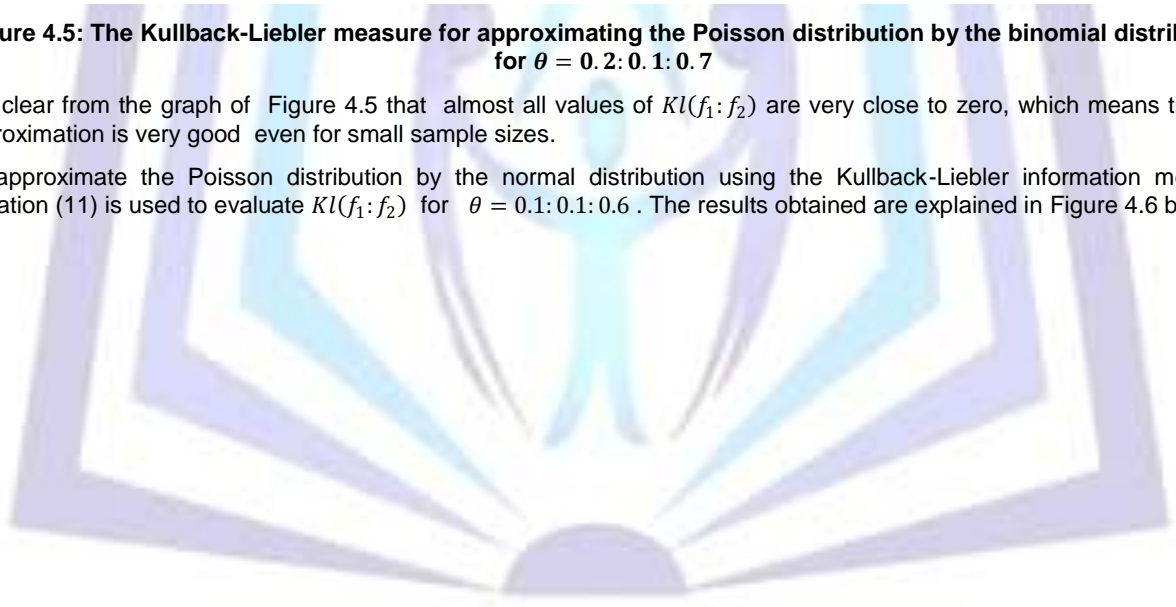 ure 4.5: The Kullback-Liebler measure for approximating the Poisson distribution by the binomial distrib
for 𝜽 = 𝟎. 𝟐: 𝟎. 𝟏: 𝟎. 𝟕
clear from the graph of Figure 4.5 that almost all values of 𝐾𝑙(𝑓₁: 𝑓₂) are very close to zero, which means t
roximation is very good even for small sample sizes.
approximate the Poisson distribution by the normal distribution using the Kullback-Liebler information me
ation (11) is used to evaluate 𝐾𝑙(𝑓₁: 𝑓₂) for 𝜃 = 0.1: 0.1: 0.6 . The results obtained are explained in Figure 4.6 b